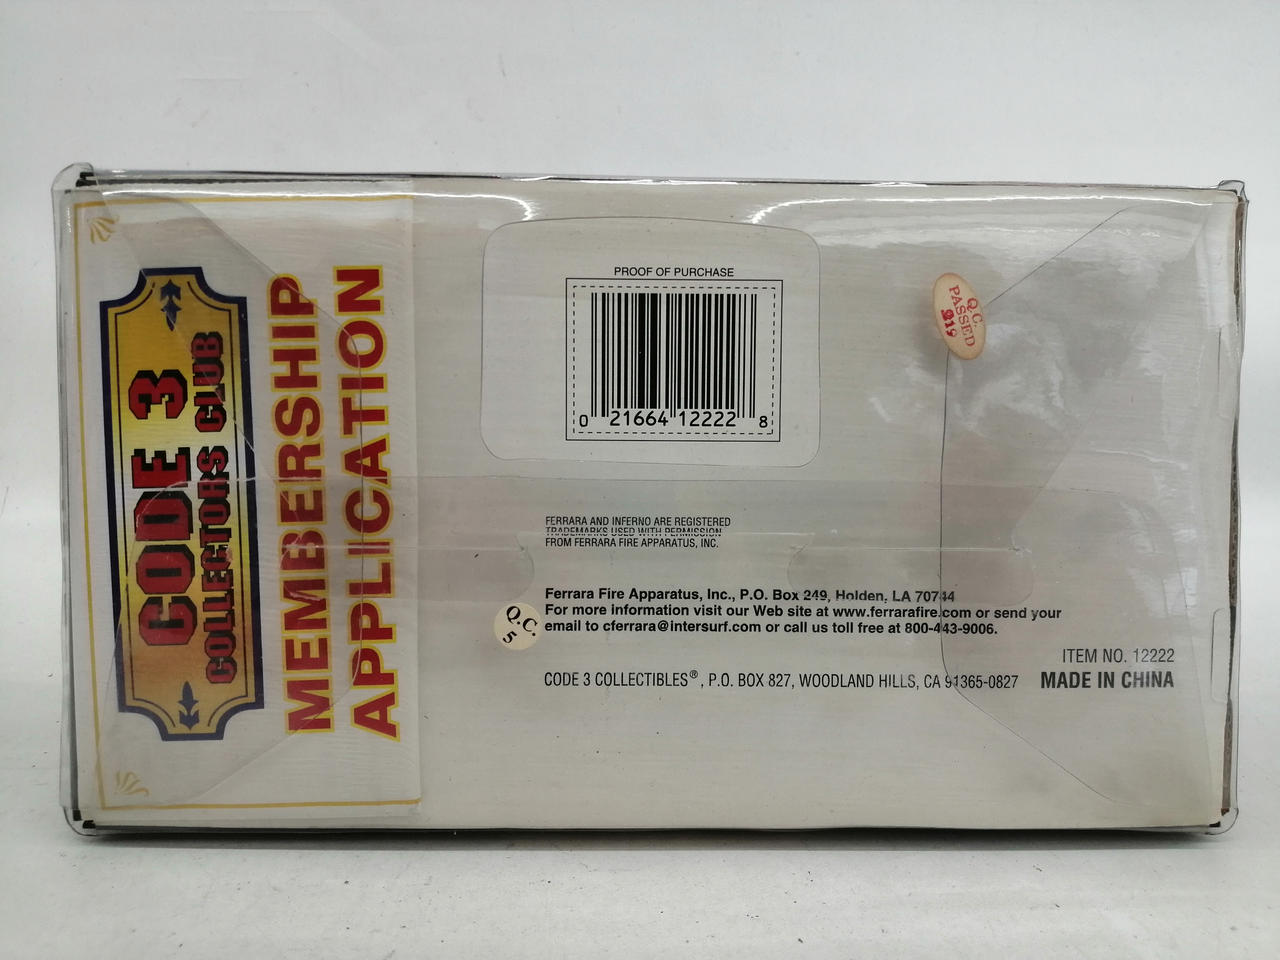 CODE 3
COLLECTORS CLUB
MEMBERSHIP
APPLICATION
PROOF OF PURCHASE
0 21664 12222 8
Q.C.
PASSED
219
FERRARA AND INFERNO ARE REGISTERED
TRADEMARKS USED WITH PERMISSION
FROM FERRARA FIRE APPARATUS, INC.
Ferrara Fire Apparatus, Inc., P.O. Box 249, Holden, LA 70744
For more information visit our Web site at www.ferrarafire.com or send your
email to cferrara@intersurf.com or call us toll free at 800-443-9006.
Q.C.
5
ITEM NO. 12222
CODE 3 COLLECTIBLES®, P.O. BOX 827, WOODLAND HILLS, CA 91365-0827
MADE IN CHINA